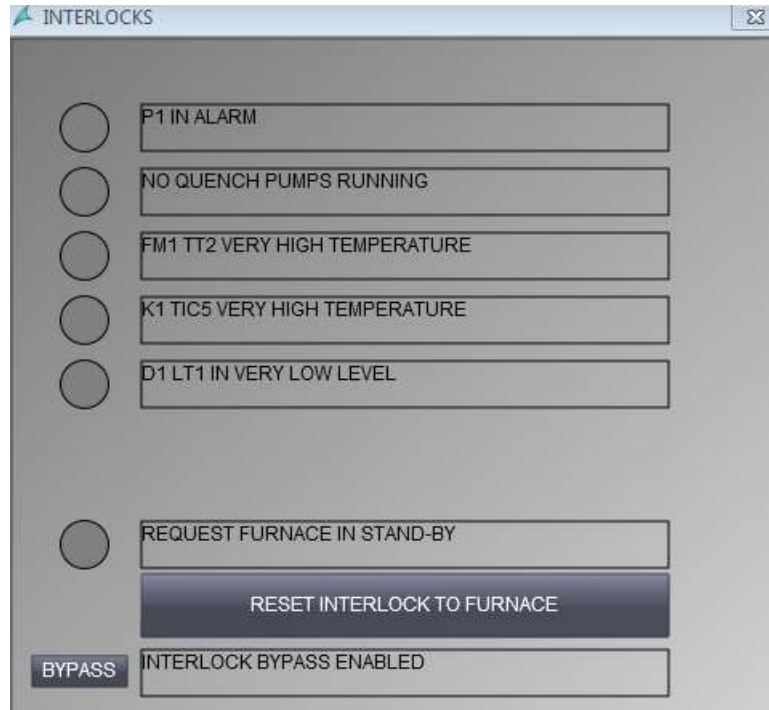 INTERLOCKS
P1 IN ALARM
NO QUENCH PUMPS RUNNING
FM1 TT2 VERY HIGH TEMPERATURE
K1 TIC5 VERY HIGH TEMPERATURE
D1 LT1 IN VERY LOW LEVEL
REQUEST FURNACE IN STAND-BY
RESET INTERLOCK TO FURNACE
BYPASS INTERLOCK BYPASS ENABLED